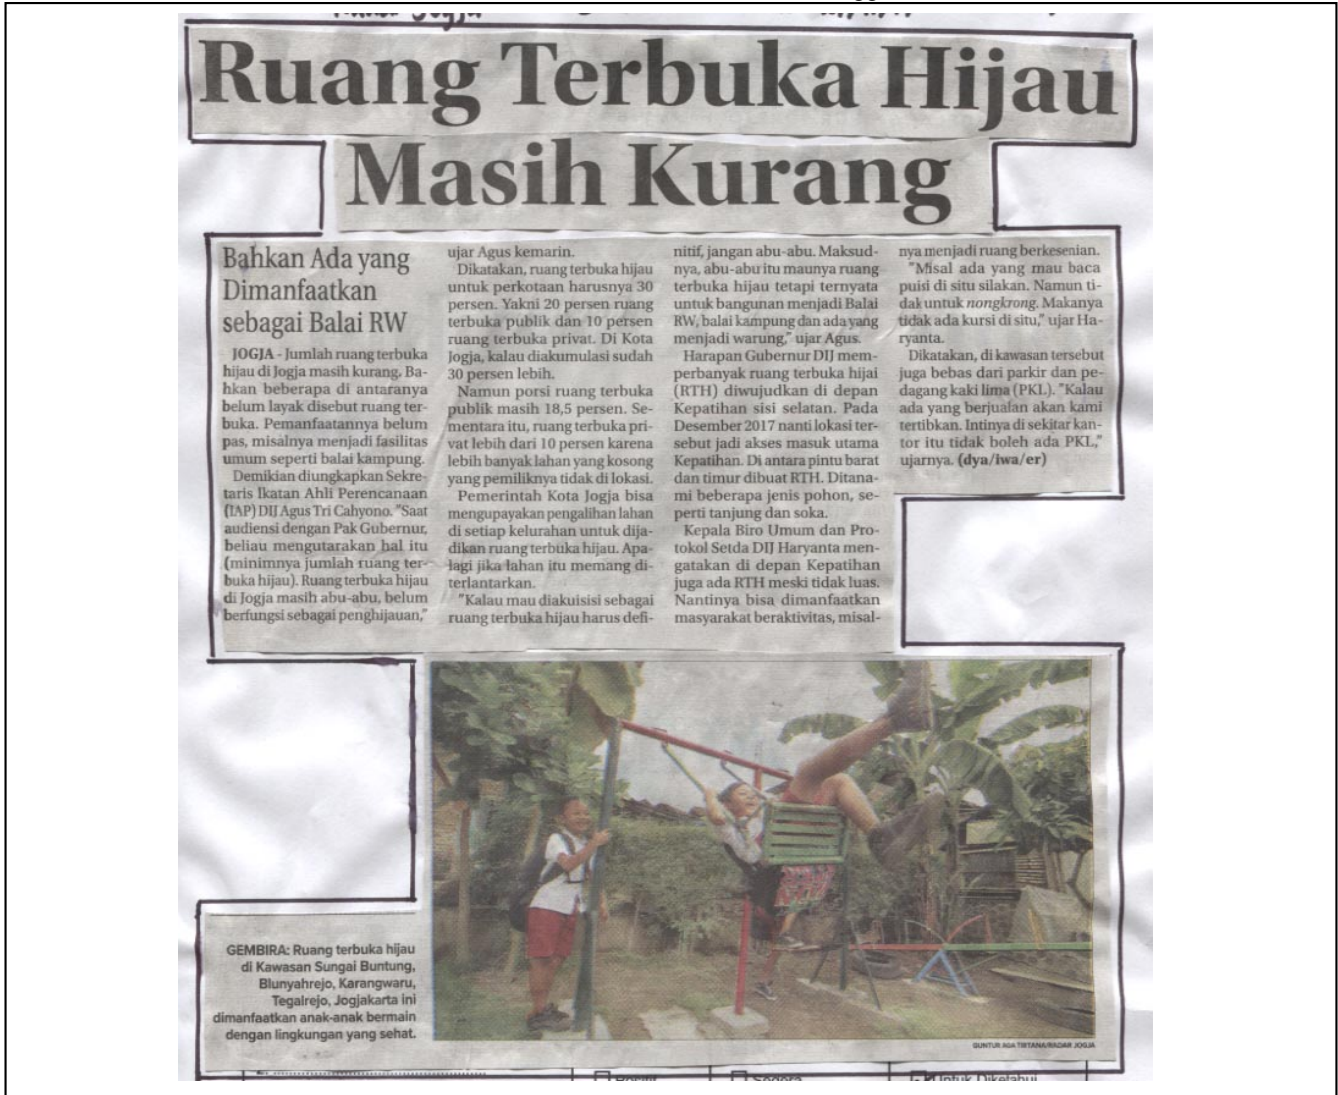 Ruang Terbuka Hijau
Masih Kurang
Bahkan Ada yang
Dimanfaatkan
sebagai Balai RW
JOGJA - Jumlah ruang terbuka
hijau di Jogja masih kurang. Ba-
hkan beberapa di antaranya
belum layak disebut ruang ter-
buka. Pemanfaatannya belum
pas, misalnya menjadi fasilitas
umum seperti balai kampung.
Demikian diungkapkan Sekre-
taris Ikatan Ahli Perencanaan
(IAP) DIJ Agus Tri Cahyono. "Saat
audiensi dengan Pak Gubernur,
beliau mengutarakan hal itu
(minimnya jumlah ruang ter-
buka hijau). Ruang terbuka hijau
di Jogja masih abu-abu, belum
berfungsi sebagai penghijauan,"
ujar Agus kemarin.
Dikatakan, ruang terbuka hijau
untuk perkotaan harusnya 30
persen. Yakni 20 persen ruang
terbuka publik dan 10 persen
ruang terbuka privat. Di Kota
Jogja, kalau diakumulasi sudah
30 persen lebih.
Namun porsi ruang terbuka
publik masih 18,5 persen. Se-
mentara itu, ruang terbuka pri-
vat lebih dari 10 persen karena
lebih banyak lahan yang kosong
yang pemiliknya tidak di lokasi.
Pemerintah Kota Jogja bisa
mengupayakan pengalihan lahan
di setiap kelurahan untuk dija-
dikan ruang terbuka hijau. Apa-
lagi jika lahan itu memang di-
terlantarkan.
"Kalau mau diakuisisi sebagai
ruang terbuka hijau harus defi-
nitif, jangan abu-abu. Maksud-
nya, abu-abu itu maunya ruang
terbuka hijau tetapi ternyata
untuk bangunan menjadi Balai
RW, balai kampung dan ada yang
menjadi warung," ujar Agus.
Harapan Gubernur DIJ mem-
perbanyak ruang terbuka hijai
(RTH) diwujudkan di depan
Kepatihan sisi selatan. Pada
Desember 2017 nanti lokasi ter-
sebut jadi akses masuk utama
Kepatihan. Di antara pintu barat
dan timur dibuat RTH. Ditana-
mi beberapa jenis pohon, se-
perti tanjung dan soka.
Kepala Biro Umum dan Pro-
tokol Setda DIJ Haryanta men-
gatakan di depan Kepatihan
juga ada RTH meski tidak luas.
Nantinya bisa dimanfaatkan
masyarakat beraktivitas, misal-
nya menjadi ruang berkesenian.
"Misal ada yang mau baca
puisi di situ silakan. Namun ti-
dak untuk nongkrong. Makanya
tidak ada kursi di situ," ujar Ha-
ryanta.
Dikatakan, di kawasan tersebut
juga bebas dari parkir dan pe-
dagang kaki lima (PKL). "Kalau
ada yang berjualan akan kami
tertibkan. Intinya di sekitar kan-
tor itu tidak boleh ada PKL,"
ujarnya. (dya/iwa/er)
GEMBIRA: Ruang terbuka hijau
di Kawasan Sungai Buntung,
Blunyahrejo, Karangwaru,
Tegalrejo, Jogjakarta ini
dimanfaatkan anak-anak bermain
dengan lingkungan yang sehat.
GUNTUR AGA TIRTANA/RADAR JOGJA